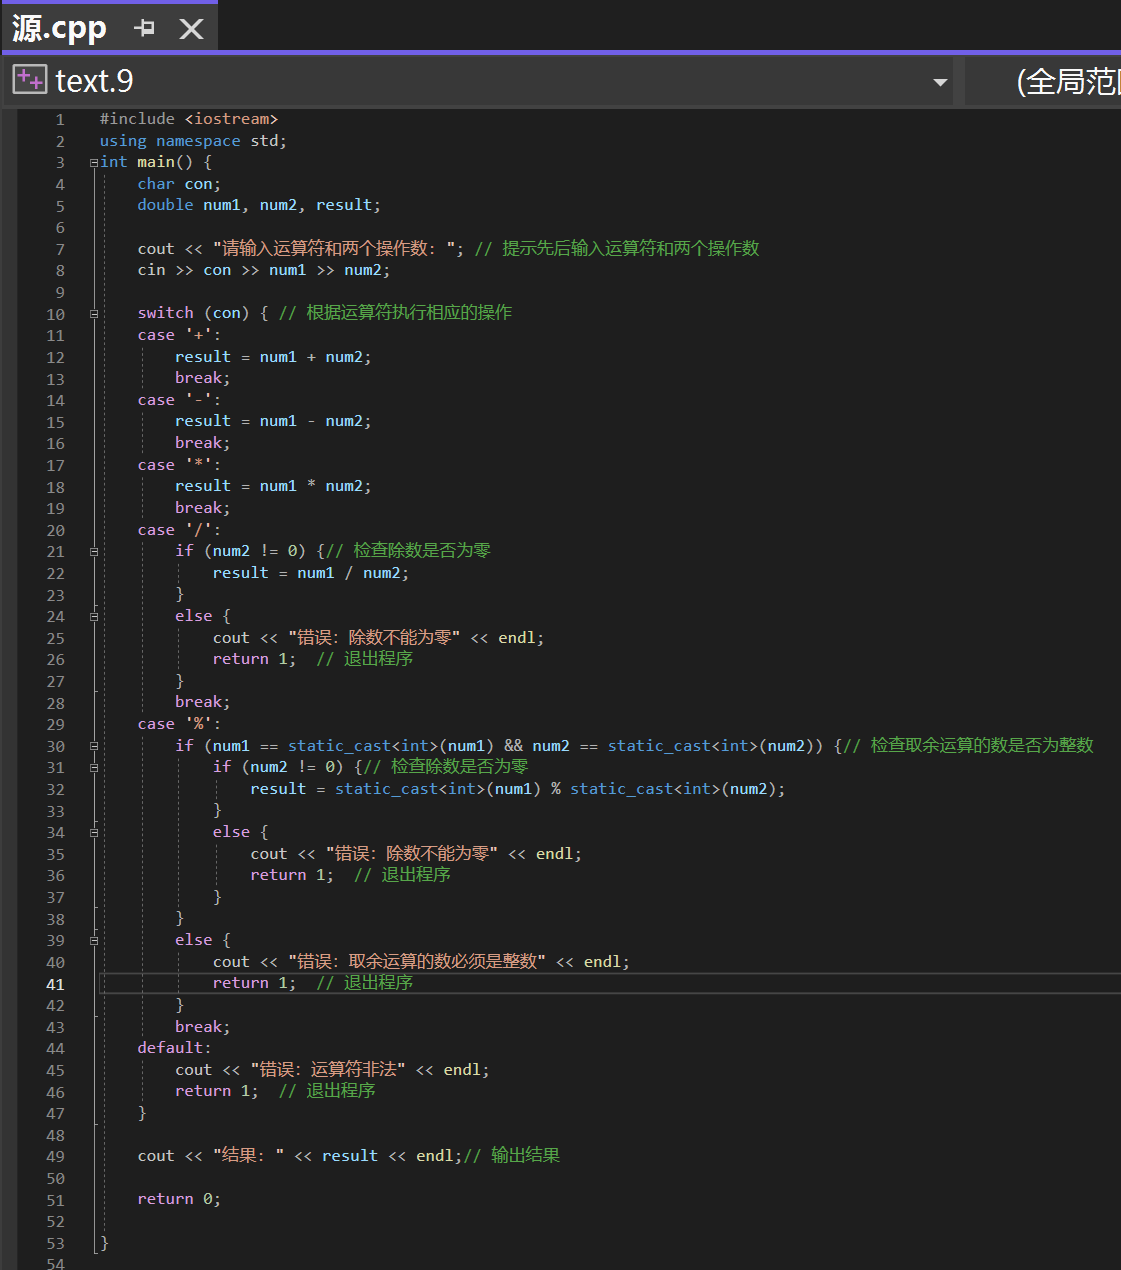 源.cpp
text.9
(全局范
1 #include <iostream>
2 using namespace std;
3 int main() {
4 char con;
5 double num1, num2, result;
6
7 cout << "请输入运算符和两个操作数: "; // 提示先后输入运算符和两个操作数
8 cin >> con >> num1 >> num2;
9
10 switch (con) { // 根据运算符执行相应的操作
11 case '+':
12 result = num1 + num2;
13 break;
14 case '-':
15 result = num1 - num2;
16 break;
17 case '*':
18 result = num1 * num2;
19 break;
20 case '/':
21 if (num2 != 0) {// 检查除数是否为零
22 result = num1 / num2;
23 }
24 else {
25 cout << "错误: 除数不能为零" << endl;
26 return 1;  // 退出程序
27 }
28 break;
29 case '%':
30 if (num1 == static_cast<int>(num1) && num2 == static_cast<int>(num2)) {// 检查取余运算的数是否为整数
31 if (num2 != 0) {// 检查除数是否为零
32 result = static_cast<int>(num1) % static_cast<int>(num2);
33 }
34 else {
35 cout << "错误: 除数不能为零" << endl;
36 return 1;  // 退出程序
37 }
38 }
39 else {
40 cout << "错误: 取余运算的数必须是整数" << endl;
41 return 1;  // 退出程序
42 }
43 break;
44 default:
45 cout << "错误: 运算符非法" << endl;
46 return 1;  // 退出程序
47 }
48
49 cout << "结果: " << result << endl;// 输出结果
50
51 return 0;
52
53 }
54